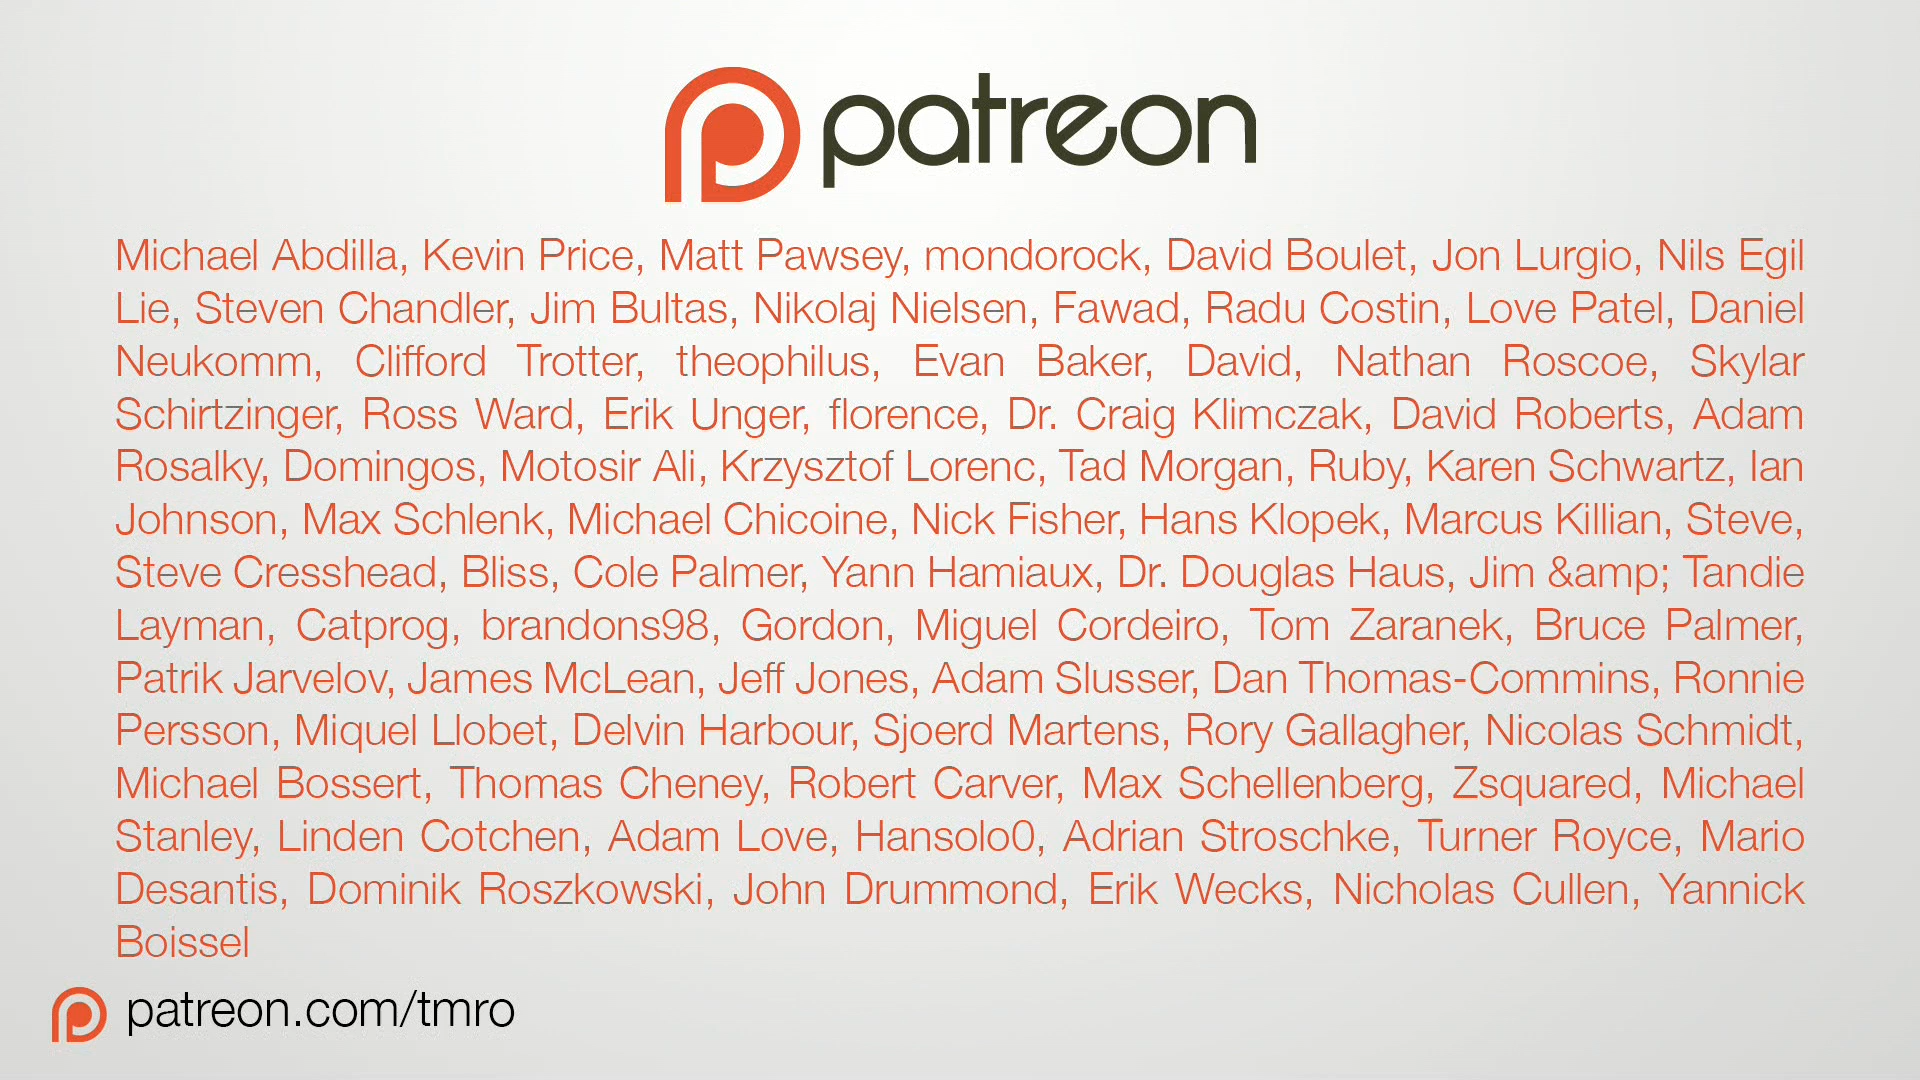 patreon
Michael Abdilla, Kevin Price, Matt Pawsey, mondorock, David Boulet, Jon Lurgio, Nils Egil
Lie, Steven Chandler, Jim Bultas, Nikolaj Nielsen, Fawad, Radu Costin, Love Patel, Daniel
Neukomm, Clifford Trotter, theophilus, Evan Baker, David, Nathan Roscoe, Skylar
Schirtzinger, Ross Ward, Erik Unger, florence, Dr. Craig Klimczak, David Roberts, Adam
Rosalky, Domingos, Motosir Ali, Krzysztof Lorenc, Tad Morgan, Ruby, Karen Schwartz, Ian
Johnson, Max Schlenk, Michael Chicoine, Nick Fisher, Hans Klopek, Marcus Killian, Steve,
Steve Cresshead, Bliss, Cole Palmer, Yann Hamiaux, Dr. Douglas Haus, Jim &amp; Tandie
Layman, Catprog, brandons98, Gordon, Miguel Cordeiro, Tom Zaranek, Bruce Palmer,
Patrik Jarvelov, James McLean, Jeff Jones, Adam Slusser, Dan Thomas-Commins, Ronnie
Persson, Miquel Llobet, Delvin Harbour, Sjoerd Martens, Rory Gallagher, Nicolas Schmidt,
Michael Bossert, Thomas Cheney, Robert Carver, Max Schellenberg, Zsquared, Michael
Stanley, Linden Cotchen, Adam Love, Hansolo0, Adrian Stroschke, Turner Royce, Mario
Desantis, Dominik Roszkowski, John Drummond, Erik Wecks, Nicholas Cullen, Yannick
Boissel
patreon.com/tmro